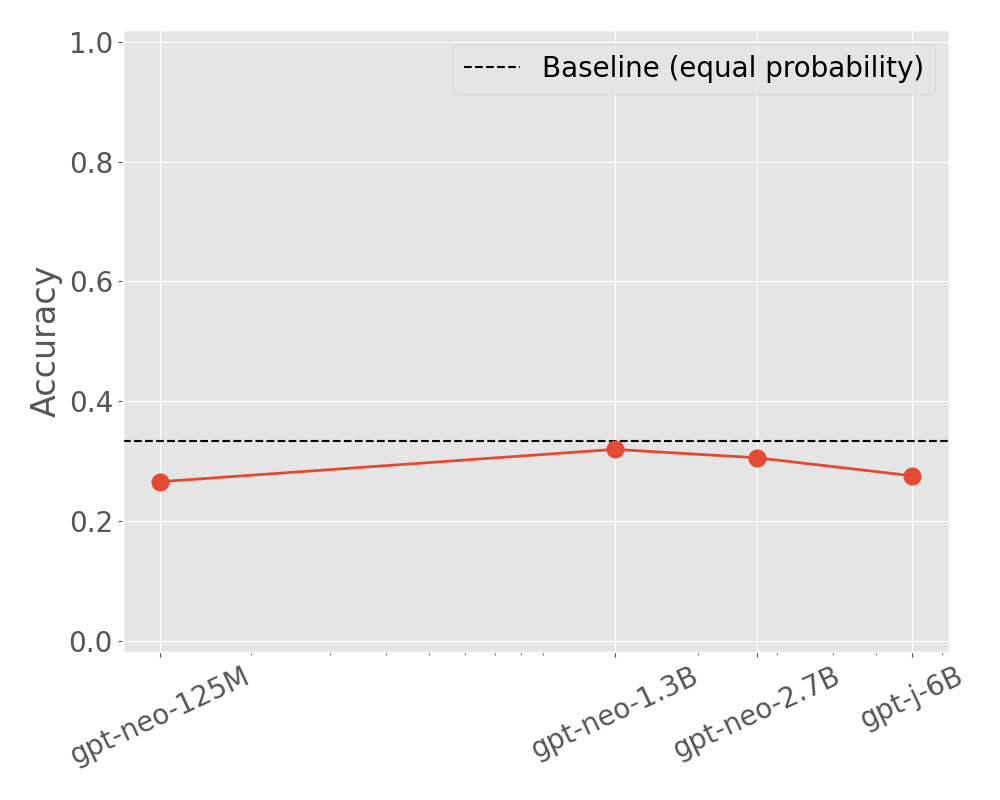 Baseline (equal probability)
Accuracy
1.0
0.8
0.6
0.4
0.2
0.0
gpt-neo-125M
gpt-neo-1.3B
gpt-neo-2.7B
gpt-j-6B